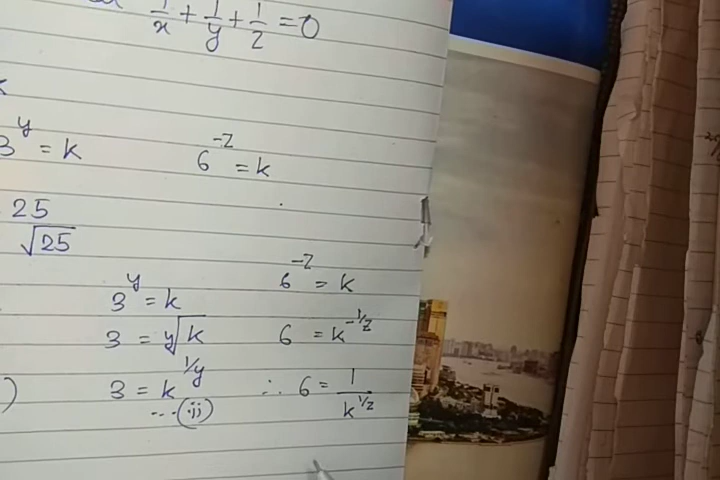 1/x + 1/y + 1/z = 0
3^y = k 6^-z = k
25
√25
3^y = k 6^-z = k
3 = y√k 6 = k^-1/z
) 3 = k^1/y ∴ 6 = 1/k^1/z
...(ii)